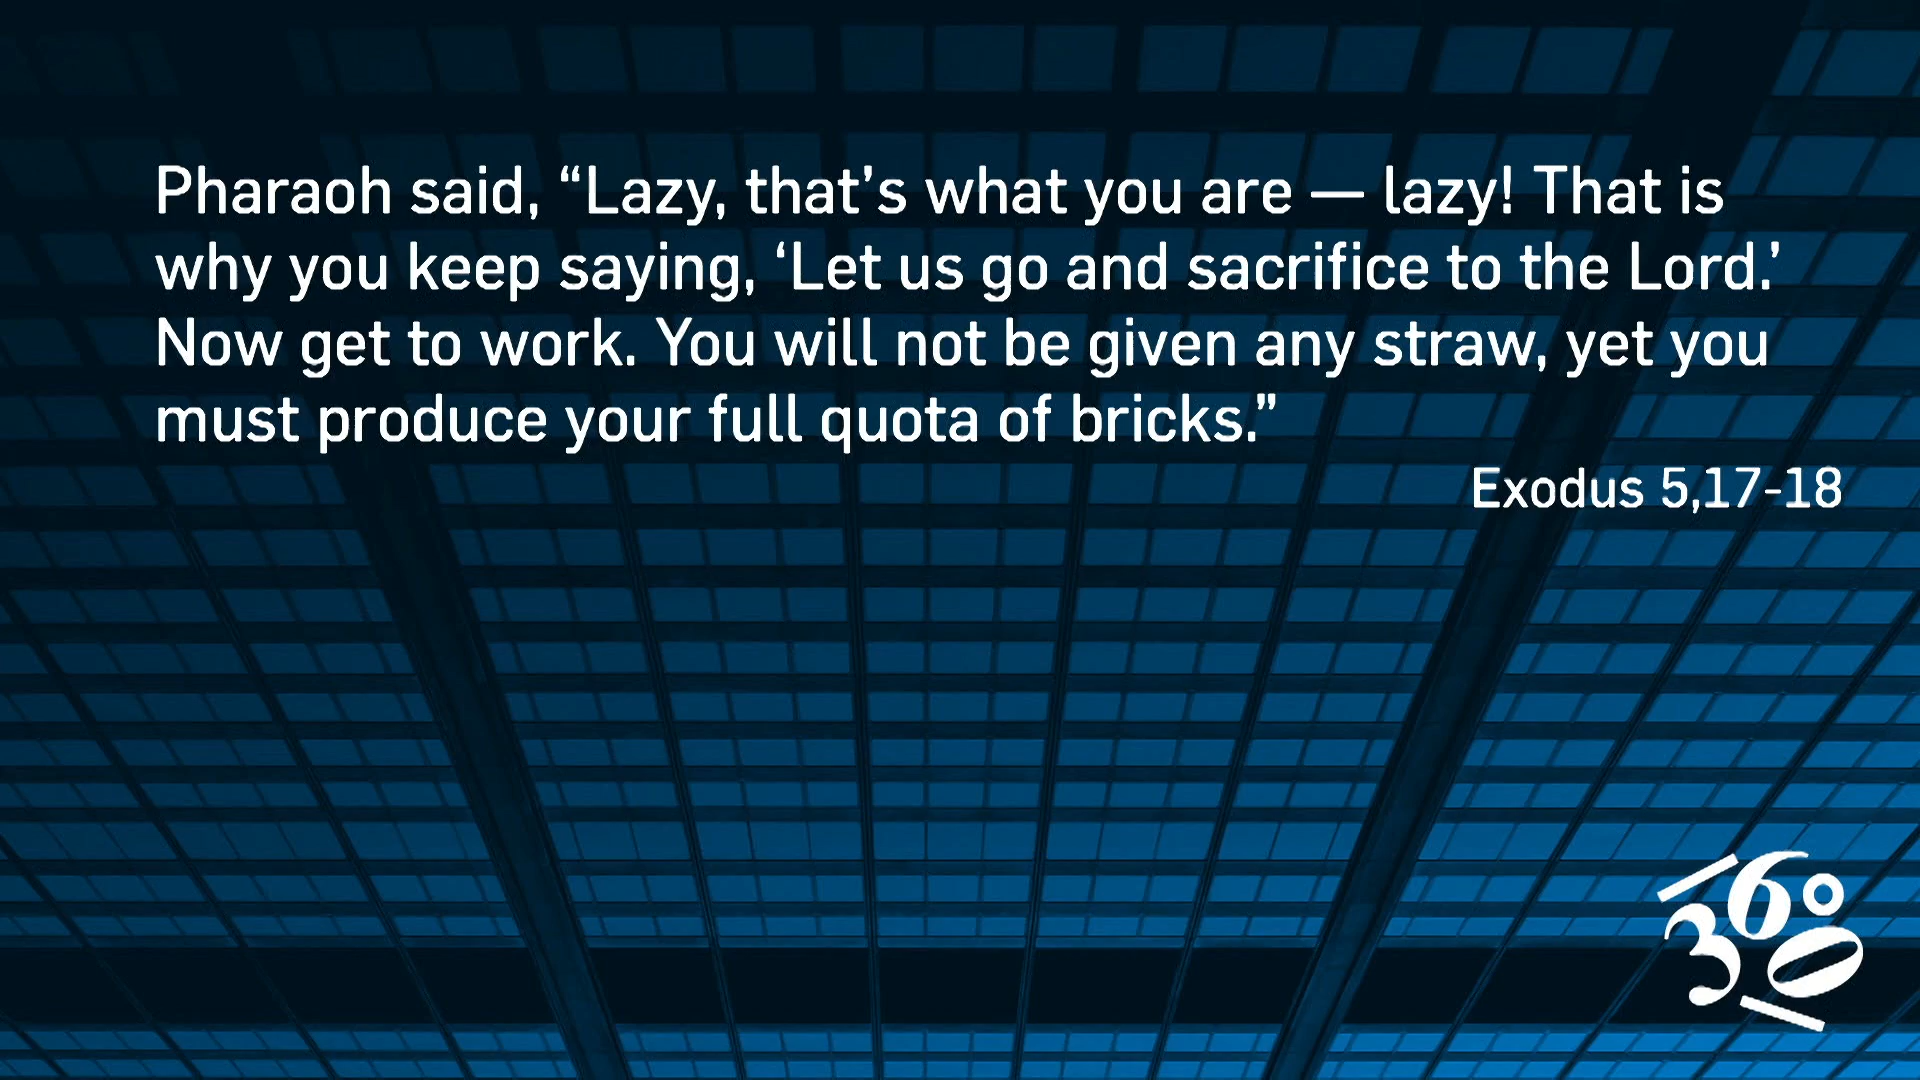 Pharaoh said, “Lazy, that’s what you are — lazy! That is
why you keep saying, ‘Let us go and sacrifice to the Lord.’
Now get to work. You will not be given any straw, yet you
must produce your full quota of bricks.”
Exodus 5,17-18
360°